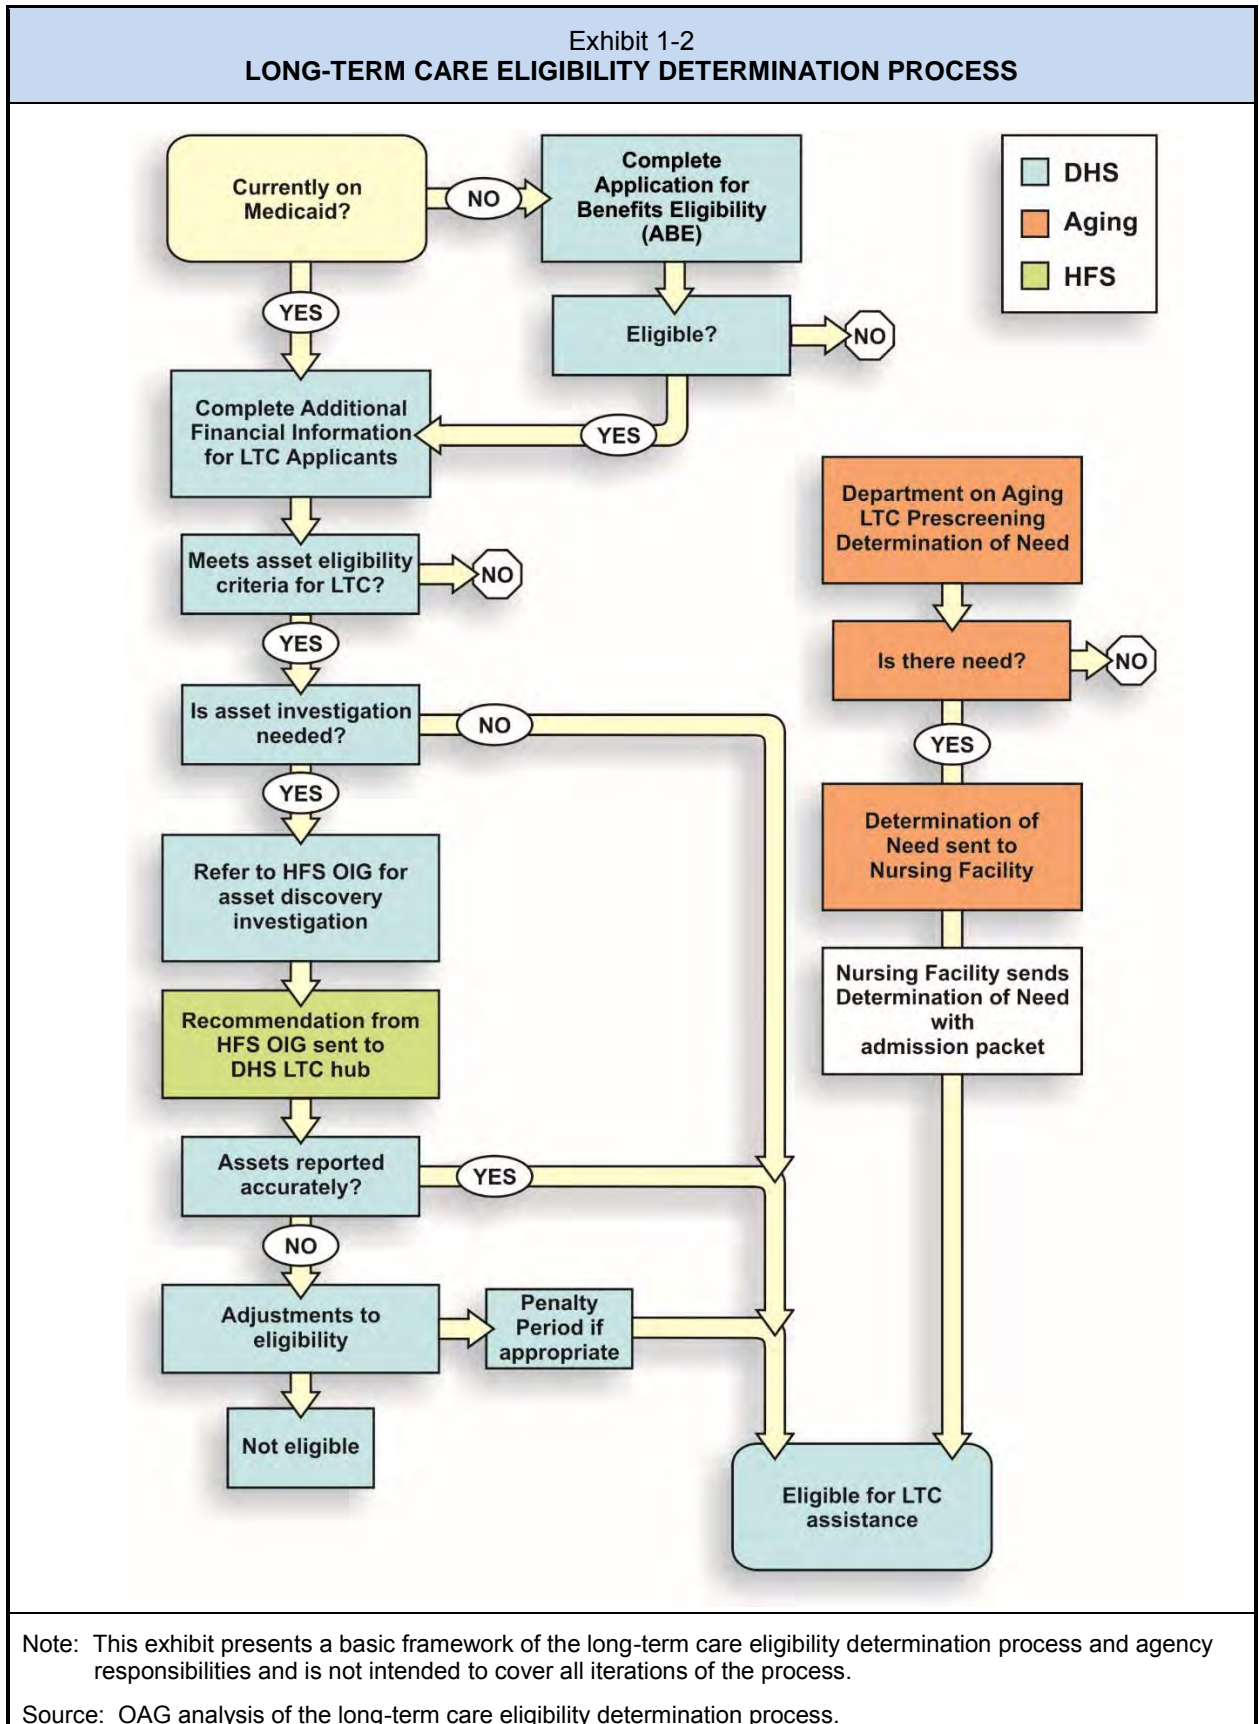 Exhibit 1-2
LONG-TERM CARE ELIGIBILITY DETERMINATION PROCESS
Currently on
Medicaid?
NO
Complete
Application for
Benefits Eligibility
(ABE)
DHS
Aging
HFS
YES
Eligible?
NO
Complete Additional
Financial Information
for LTC Applicants
YES
Meets asset eligibility
criteria for LTC?
NO
YES
Is asset investigation
needed?
NO
YES
Refer to HFS OIG for
asset discovery
investigation
Recommendation from
HFS OIG sent to
DHS LTC hub
Assets reported
accurately?
YES
NO
Adjustments to
eligibility
Penalty
Period if
appropriate
Not eligible
Department on Aging
LTC Prescreening
Determination of Need
Is there need?
NO
YES
Determination of
Need sent to
Nursing Facility
Nursing Facility sends
Determination of Need
with
admission packet
Eligible for LTC
assistance
Note: This exhibit presents a basic framework of the long-term care eligibility determination process and agency
responsibilities and is not intended to cover all iterations of the process.
Source: OAG analysis of the long-term care eligibility determination process.